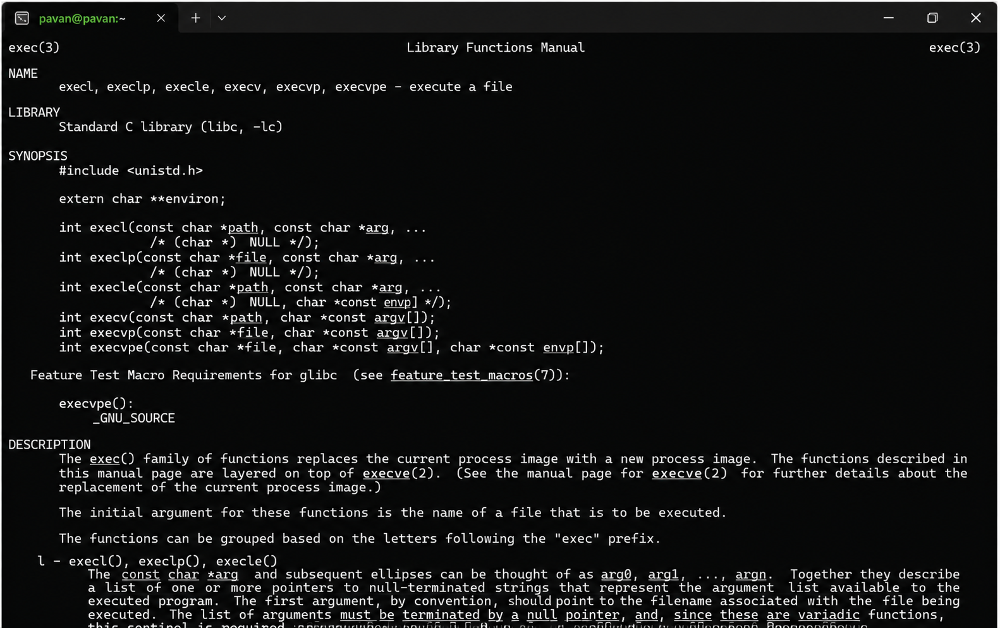 pavan@pavan:~
exec(3) Library Functions Manual exec(3)
NAME
execl, execlp, execle, execv, execvp, execvpe - execute a file
LIBRARY
Standard C library (libc, -lc)
SYNOPSIS
#include <unistd.h>
extern char **environ;
int execl(const char *path, const char *arg, ...
/* (char *) NULL */);
int execlp(const char *file, const char *arg, ...
/* (char *) NULL */);
int execle(const char *path, const char *arg, ...
/* (char *) NULL, char *const envp] */);
int execv(const char *path, char *const argv[]);
int execvp(const char *file, char *const argv[]);
int execvpe(const char *file, char *const argv[], char *const envp[]);
Feature Test Macro Requirements for glibc (see feature_test_macros(7)):
execvpe():
_GNU_SOURCE
DESCRIPTION
The exec() family of functions replaces the current process image with a new process image. The functions described in
this manual page are layered on top of execve(2). (See the manual page for execve(2) for further details about the
replacement of the current process image.)
The initial argument for these functions is the name of a file that is to be executed.
The functions can be grouped based on the letters following the "exec" prefix.
l - execl(), execlp(), execle()
The const char *arg and subsequent ellipses can be thought of as arg0, arg1, ..., argn. Together they describe
a list of one or more pointers to null-terminated strings that represent the argument list available to the
executed program. The first argument, by convention, should point to the filename associated with the file being
executed. The list of arguments must be terminated by a null pointer, and, since these are variadic functions,
this sentinel is required